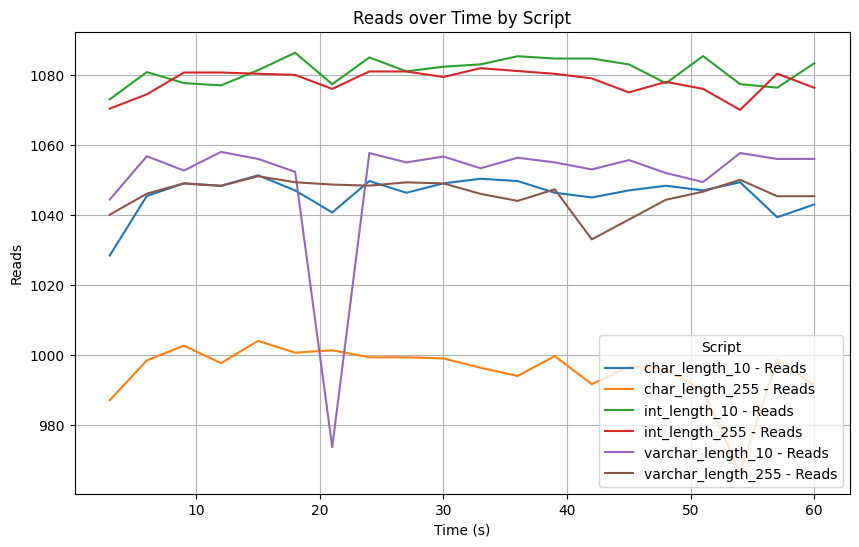 Reads over Time by Script
Reads
1080
1060
1040
1020
1000
980
10
20
30
40
50
60
Time (s)
Script
char_length_10 - Reads
char_length_255 - Reads
int_length_10 - Reads
int_length_255 - Reads
varchar_length_10 - Reads
varchar_length_255 - Reads